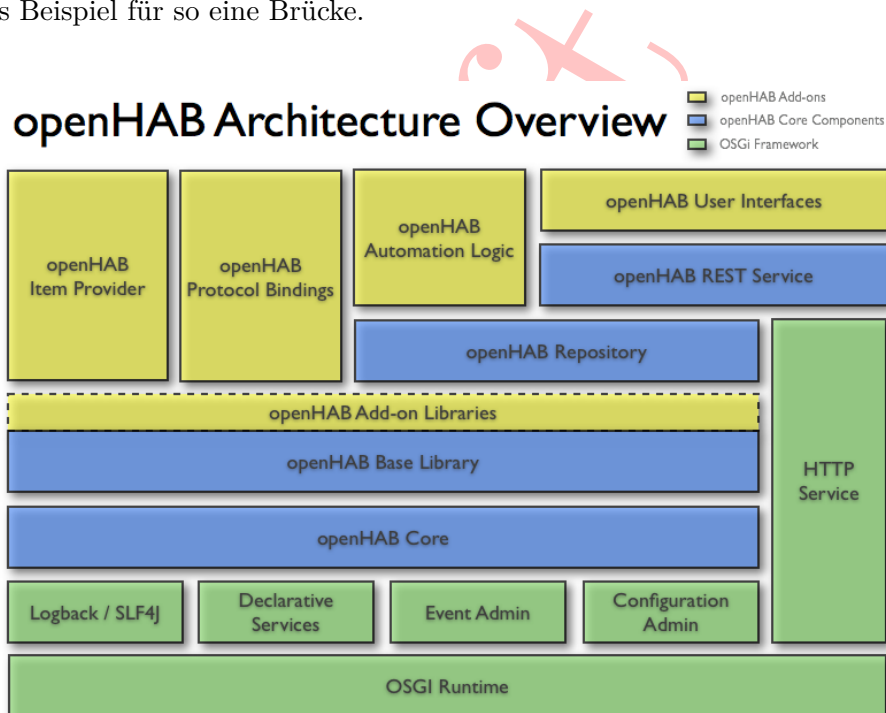 s Beispiel für so eine Brücke.
openHAB Architecture Overview
openHAB Add-ons
openHAB Core Components
OSGi Framework
openHAB
Item Provider
openHAB
Protocol Bindings
openHAB
Automation Logic
openHAB User Interfaces
openHAB REST Service
openHAB Repository
openHAB Add-on Libraries
openHAB Base Library
HTTP
Service
openHAB Core
Logback / SLF4J
Declarative
Services
Event Admin
Configuration
Admin
OSGI Runtime